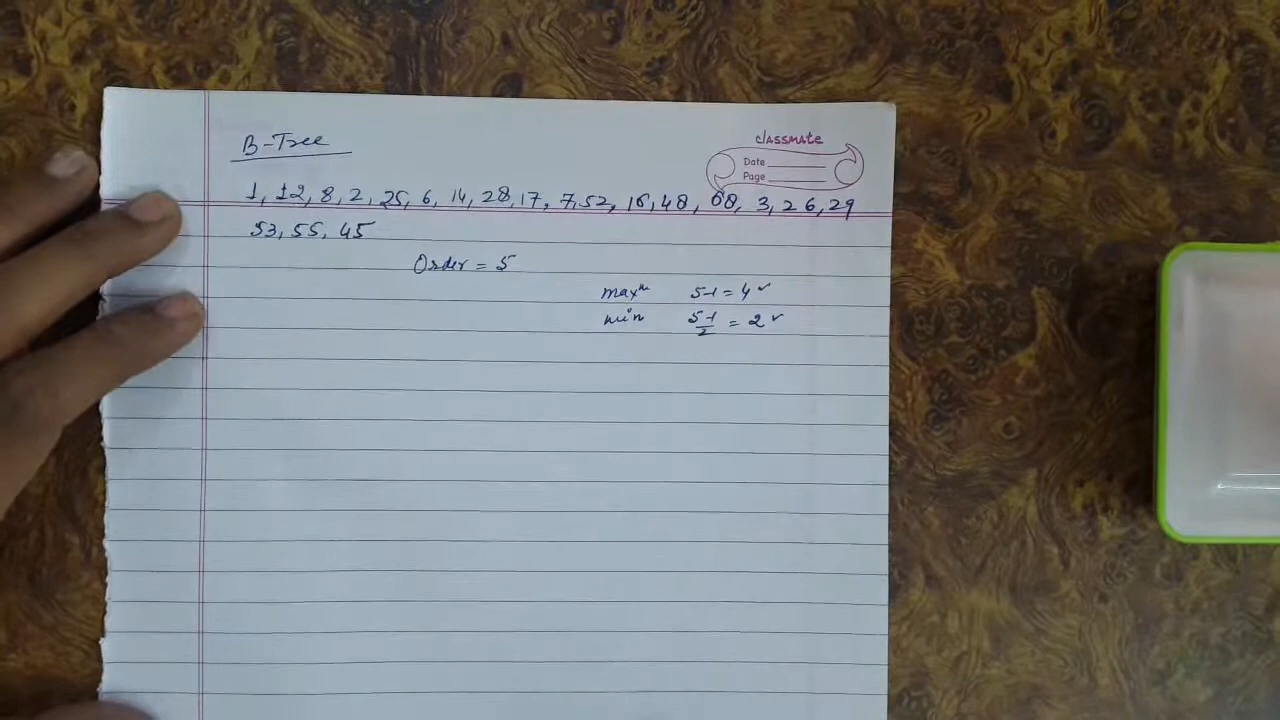 B-Tree
classmate
Date
Page
1, 12, 8, 2, 25, 6, 14, 28, 17, 7, 52, 16, 48, 68, 3, 26, 29
53, 55, 45
Order = 5
maxm 5-1 = 4 ✓
min 5-1/2 = 2 ✓